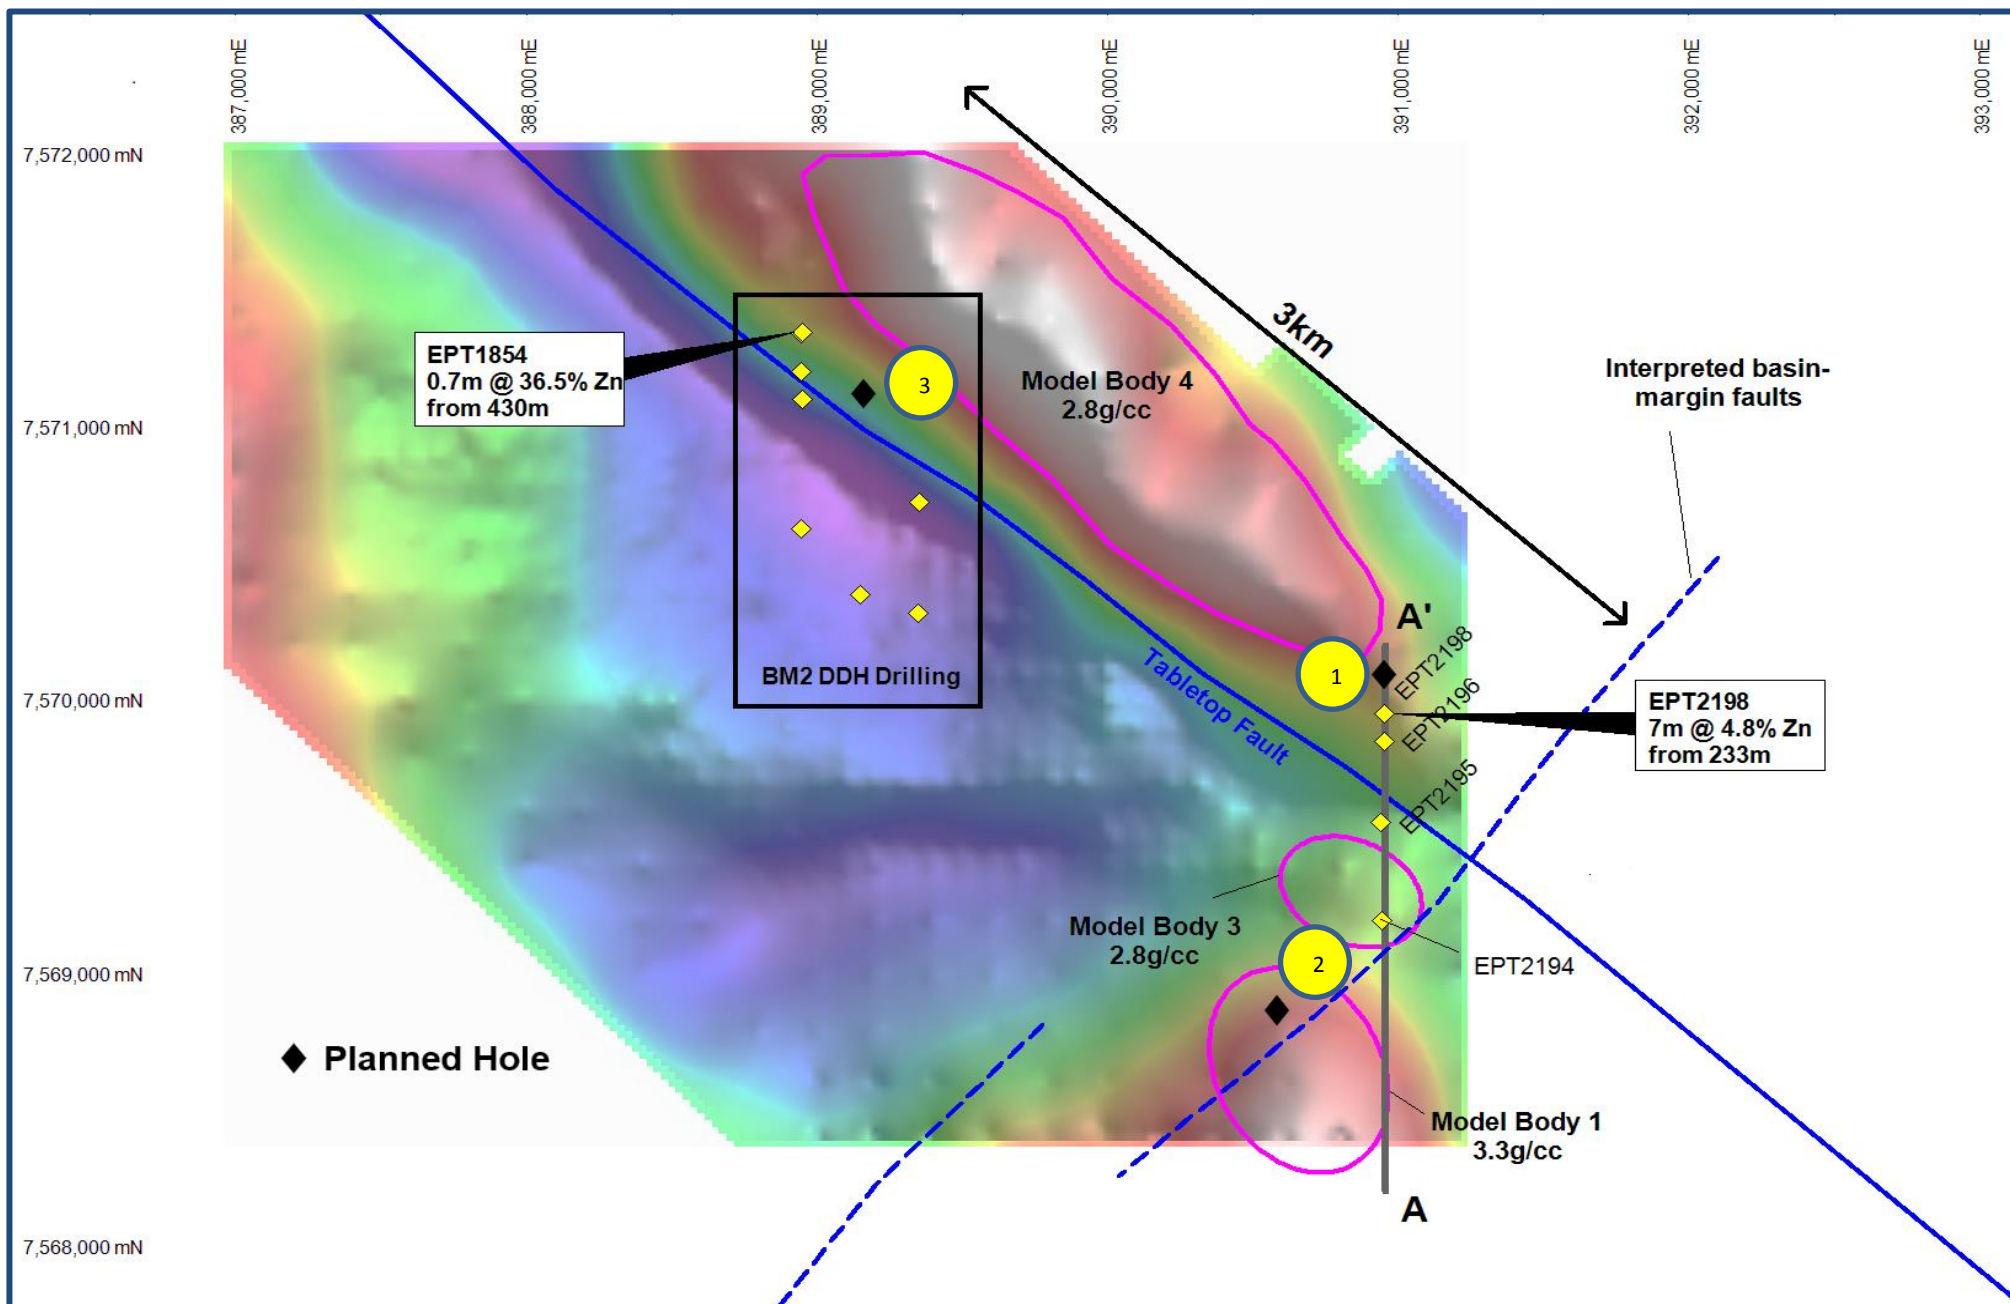 387,000 mE
388,000 mE
389,000 mE
390,000 mE
391,000 mE
392,000 mE
393,000 mE
7,572,000 mN
7,571,000 mN
7,570,000 mN
7,569,000 mN
7,568,000 mN
3km
Interpreted basin-
margin faults
EPT1854
0.7m @ 36.5% Zn
from 430m
3
Model Body 4
2.8g/cc
BM2 DDH Drilling
Tabletop Fault
A'
1
EPT2198
EPT2196
EPT2195
EPT2198
7m @ 4.8% Zn
from 233m
Model Body 3
2.8g/cc
2
EPT2194
Planned Hole
Model Body 1
3.3g/cc
A